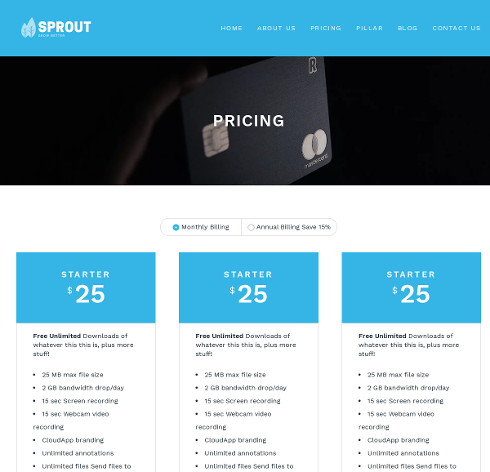 SPROUT
HOME ABOUT US PRICING PILLAR BLOG CONTACT US
PRICING
Monthly Billing Annual Billing Save 15%
STARTER
$ 25
Free Unlimited Downloads of
whatever this this is, plus more
stuff!
• 25 MB max file size
• 2 GB bandwidth drop/day
• 15 sec Screen recording
• 15 sec Webcam video
recording
• CloudApp branding
• Unlimited annotations
• Unlimited files Send files to
STARTER
$ 25
Free Unlimited Downloads of
whatever this this is, plus more
stuff!
• 25 MB max file size
• 2 GB bandwidth drop/day
• 15 sec Screen recording
• 15 sec Webcam video
recording
• CloudApp branding
• Unlimited annotations
• Unlimited files Send files to
STARTER
$ 25
Free Unlimited Downloads of
whatever this this is, plus more
stuff!
• 25 MB max file size
• 2 GB bandwidth drop/day
• 15 sec Screen recording
• 15 sec Webcam video
recording
• CloudApp branding
• Unlimited annotations
• Unlimited files Send files to